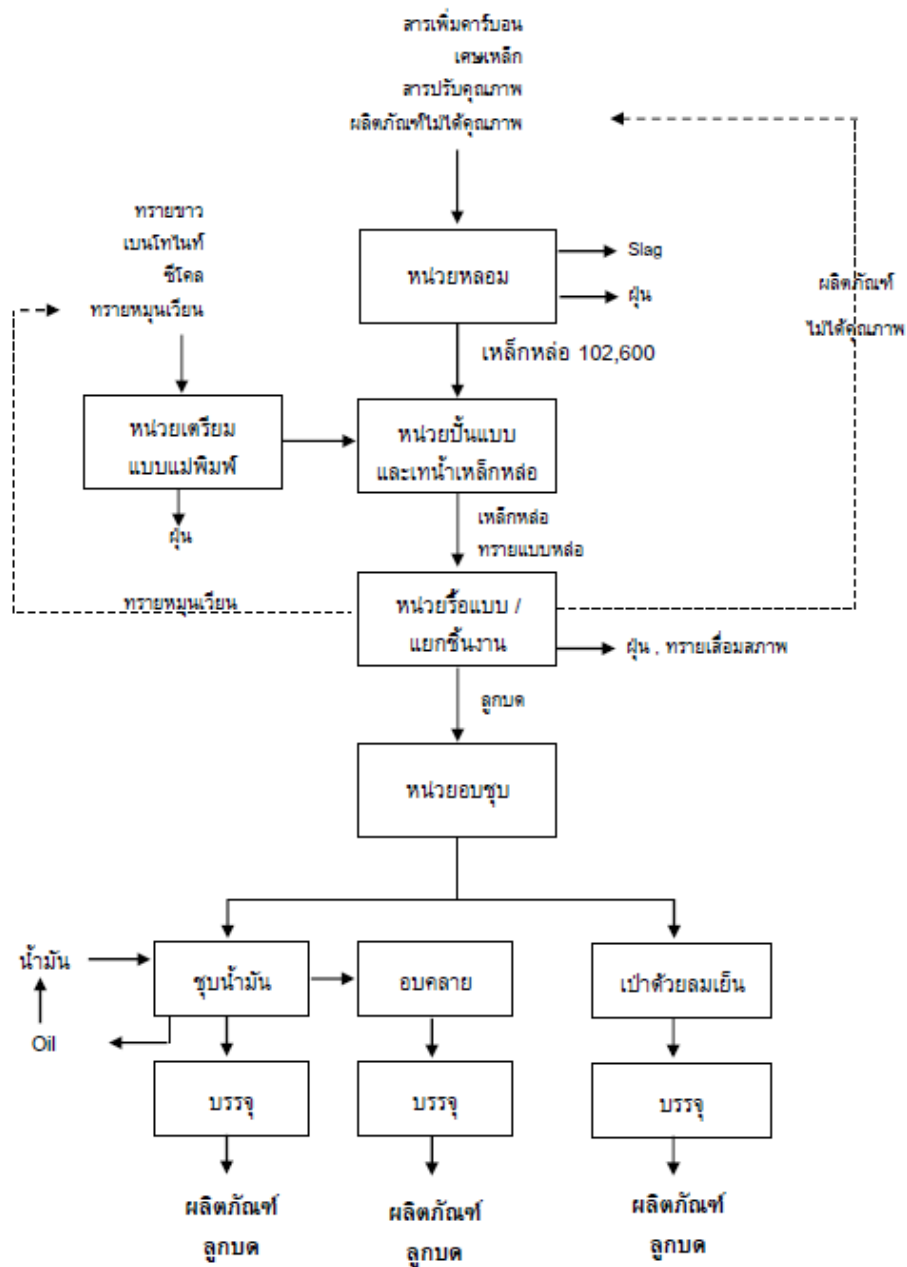 สารเพิ่มคาร์บอน
เศษเหล็ก
สารปรับคุณภาพ
ผลิตภัณฑ์ไม่ได้คุณภาพ
ทรายขาว
เบนโทไนท์
ซีโคล
ทรายหมุนเวียน
หน่วยหลอม
Slag
ฝุ่น
ผลิตภัณฑ์
ไม่ได้คุณภาพ
เหล็กหล่อ 102,600
หน่วยเตรียม
แบบแม่พิมพ์
หน่วยปั้นแบบ
และเทน้ำเหล็กหล่อ
ฝุ่น
เหล็กหล่อ
ทรายแบบหล่อ
ทรายหมุนเวียน
หน่วยรื้อแบบ /
แยกชิ้นงาน
ฝุ่น , ทรายเสื่อมสภาพ
ลูกบด
หน่วยอบชุบ
น้ำมัน
ชุบน้ำมัน
อบคลาย
เป่าด้วยลมเย็น
Oil
บรรจุ
บรรจุ
บรรจุ
ผลิตภัณฑ์
ลูกบด
ผลิตภัณฑ์
ลูกบด
ผลิตภัณฑ์
ลูกบด